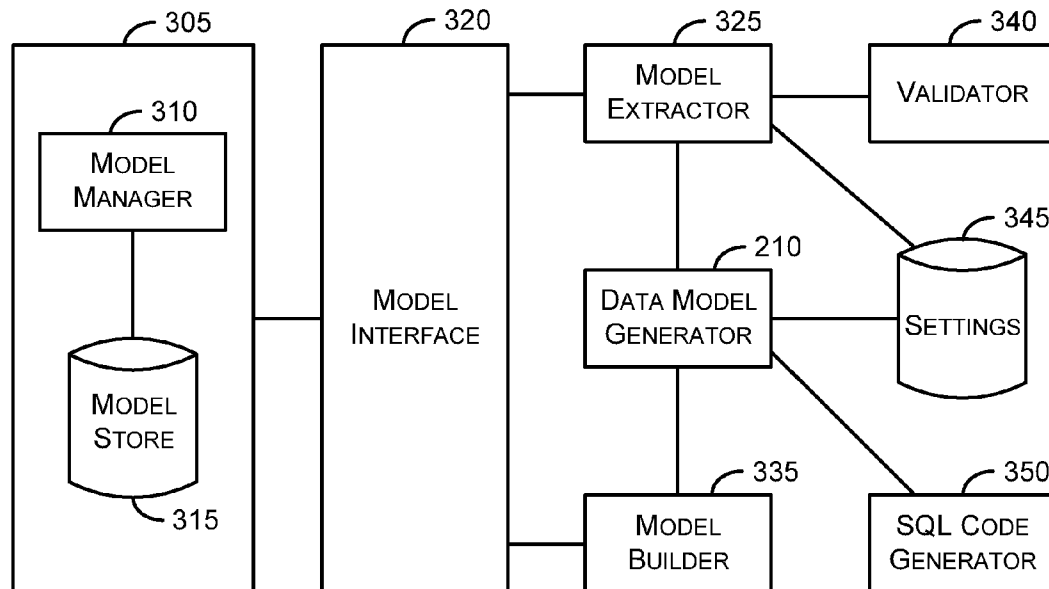 305
320
325
340
310
MODEL
MANAGER
MODEL
EXTRACTOR
VALIDATOR
345
210
MODEL
INTERFACE
DATA MODEL
GENERATOR
SETTINGS
MODEL
STORE
315
335
350
MODEL
BUILDER
SQL CODE
GENERATOR